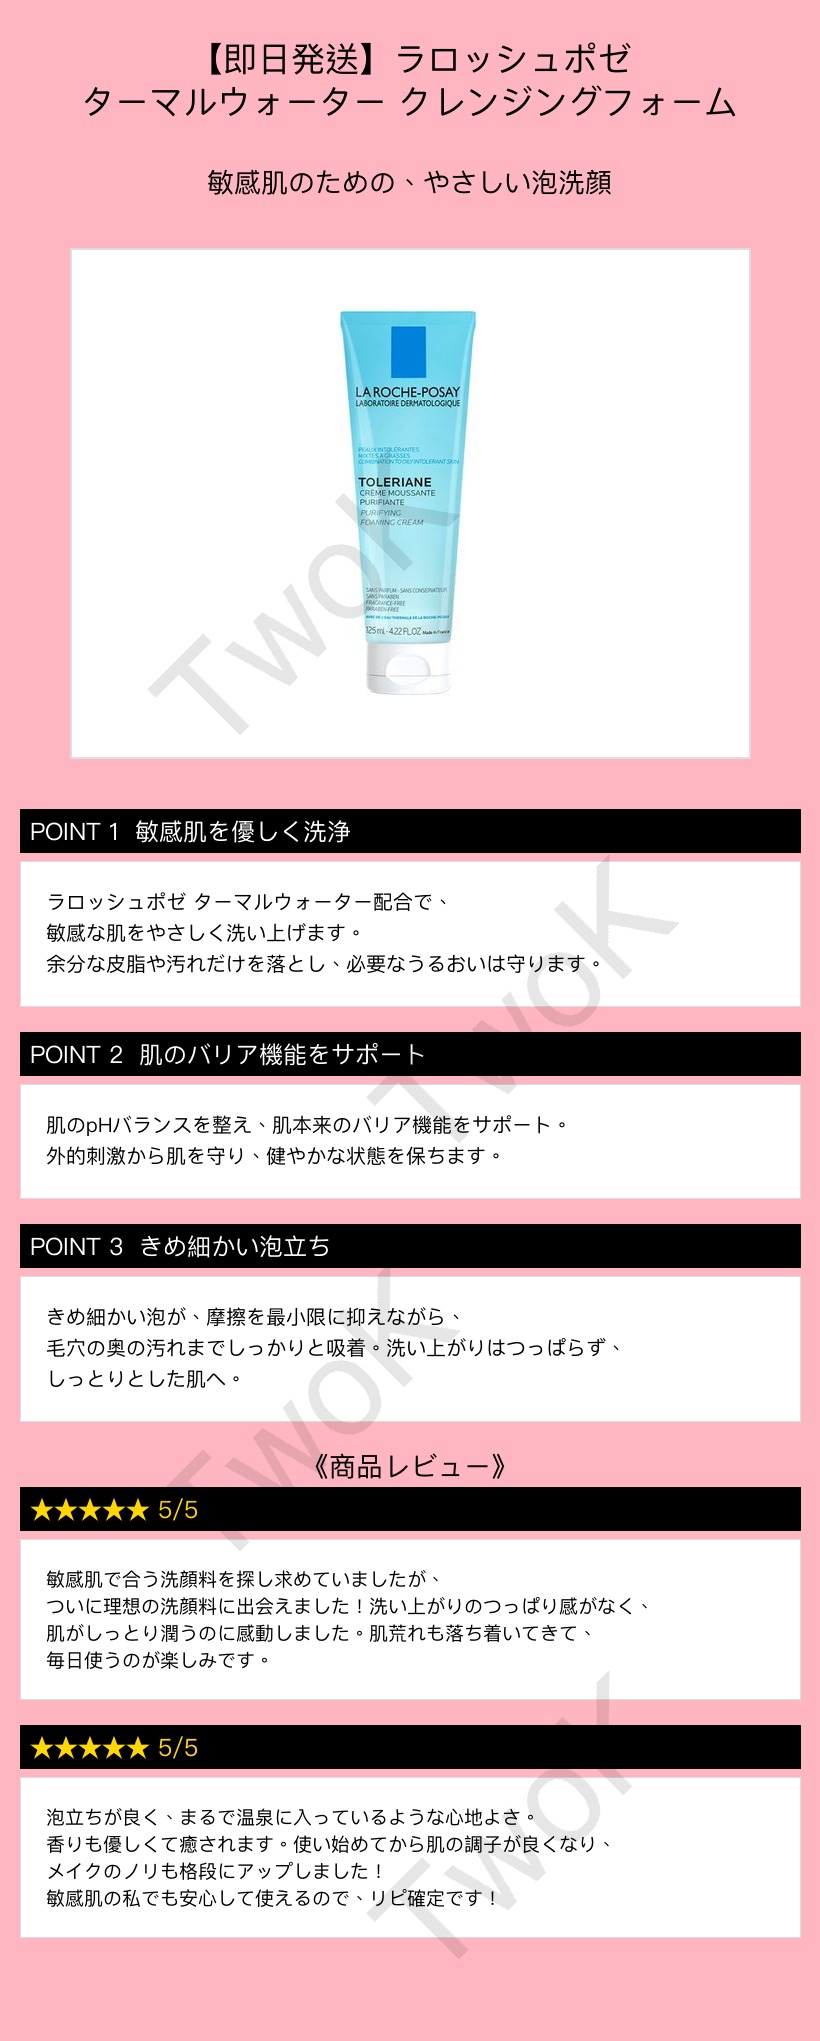 【即日発送】ラロッシュポゼ
ターマルウォーター クレンジングフォーム
敏感肌のための、やさしい泡洗顔
LA ROCHE-POSAY
LABORATOIRE DERMATOLOGIQUE
PEAUX INTOLÉRANTES
MIXTES À GRASSES
COMBINATION TO OILY INTOLERANT SKIN
TOLERIANE
CRÈME MOUSSANTE
PURIFIANTE
PURIFYING
FOAMING CREAM
SANS PARFUM - SANS CONSERVATEUR
SANS PARABEN
FRAGRANCE-FREE
PARABEN-FREE
AVEC DE L'EAU THERMALE DE LA ROCHE-POSAY
125 ml - 4.22 FL.OZ Made in France
TwoK
POINT 1 敏感肌を優しく洗浄
ラロッシュポゼ ターマルウォーター配合で、
敏感な肌をやさしく洗い上げます。
余分な皮脂や汚れだけを落とし、必要なうるおいは守ります。
TwoK
POINT 2 肌のバリア機能をサポート
肌のpHバランスを整え、肌本来のバリア機能をサポート。
外的刺激から肌を守り、健やかな状態を保ちます。
POINT 3 きめ細かい泡立ち
きめ細かい泡が、摩擦を最小限に抑えながら、
毛穴の奥の汚れまでしっかりと吸着。洗い上がりはつっぱらず、
しっとりとした肌へ。
TwoK
《商品レビュー》
★★★★★ 5/5
敏感肌で合う洗顔料を探し求めていましたが、
ついに理想の洗顔料に出会えました！洗い上がりのつっぱり感がなく、
肌がしっとり潤うのに感動しました。肌荒れも落ち着いてきて、
毎日使うのが楽しみです。
★★★★★ 5/5
泡立ちが良く、まるで温泉に入っているような心地よさ。
香りも優しくて癒されます。使い始めてから肌の調子が良くなり、
メイクのノリも格段にアップしました！
敏感肌の私でも安心して使えるので、リピ確定です！
TwoK